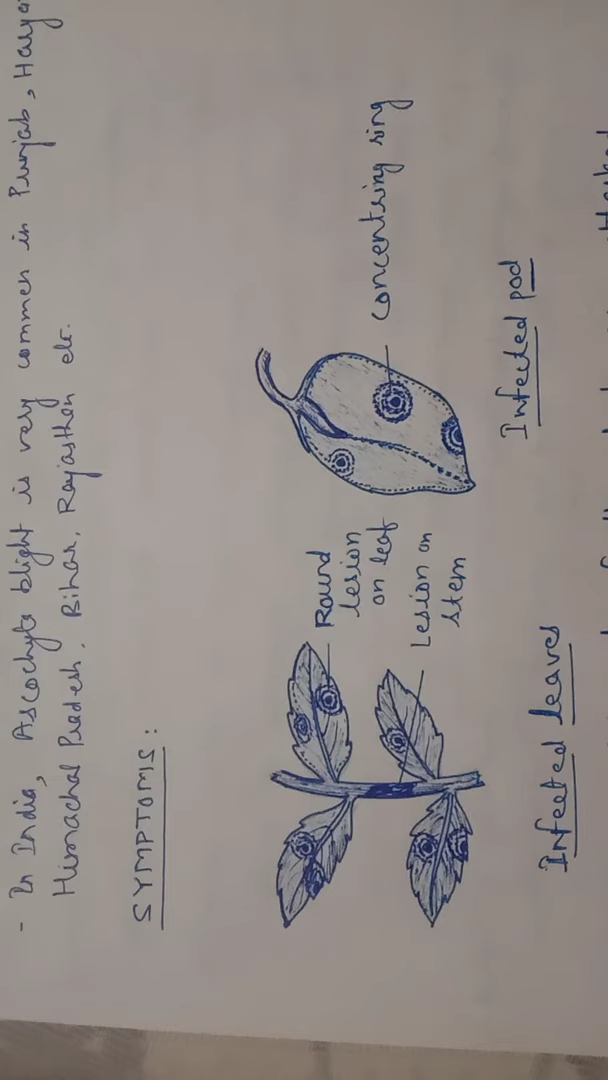 - In India, Ascochyta blight is very common in Punjab, Harya
Himachal Pradesh, Bihar, Rajasthan etc.
SYMPTOMS:
Round
lesion
on leaf
Lesion on
stem
concentring ring
Infected leaves
Infected pod